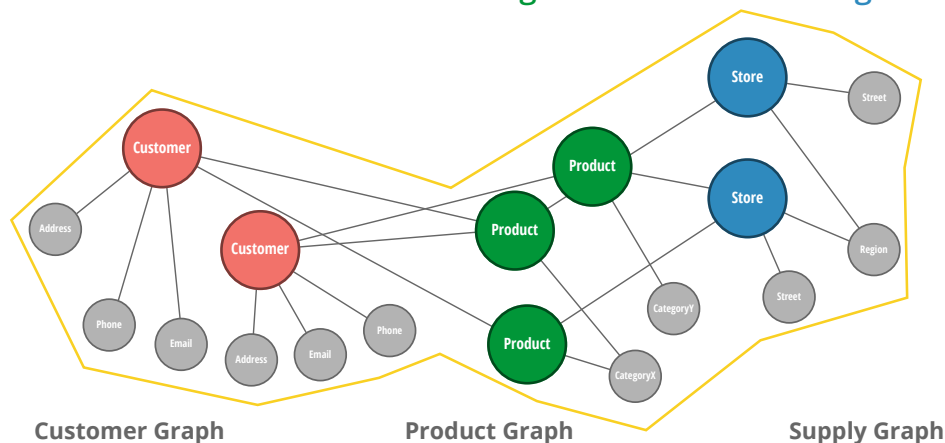 Store
Street
Customer
Product
Store
Address
Product
Customer
Region
Street
CategoryY
Phone
Phone
Email
Product
Address
Email
CategoryX
Customer Graph
Product Graph
Supply Graph